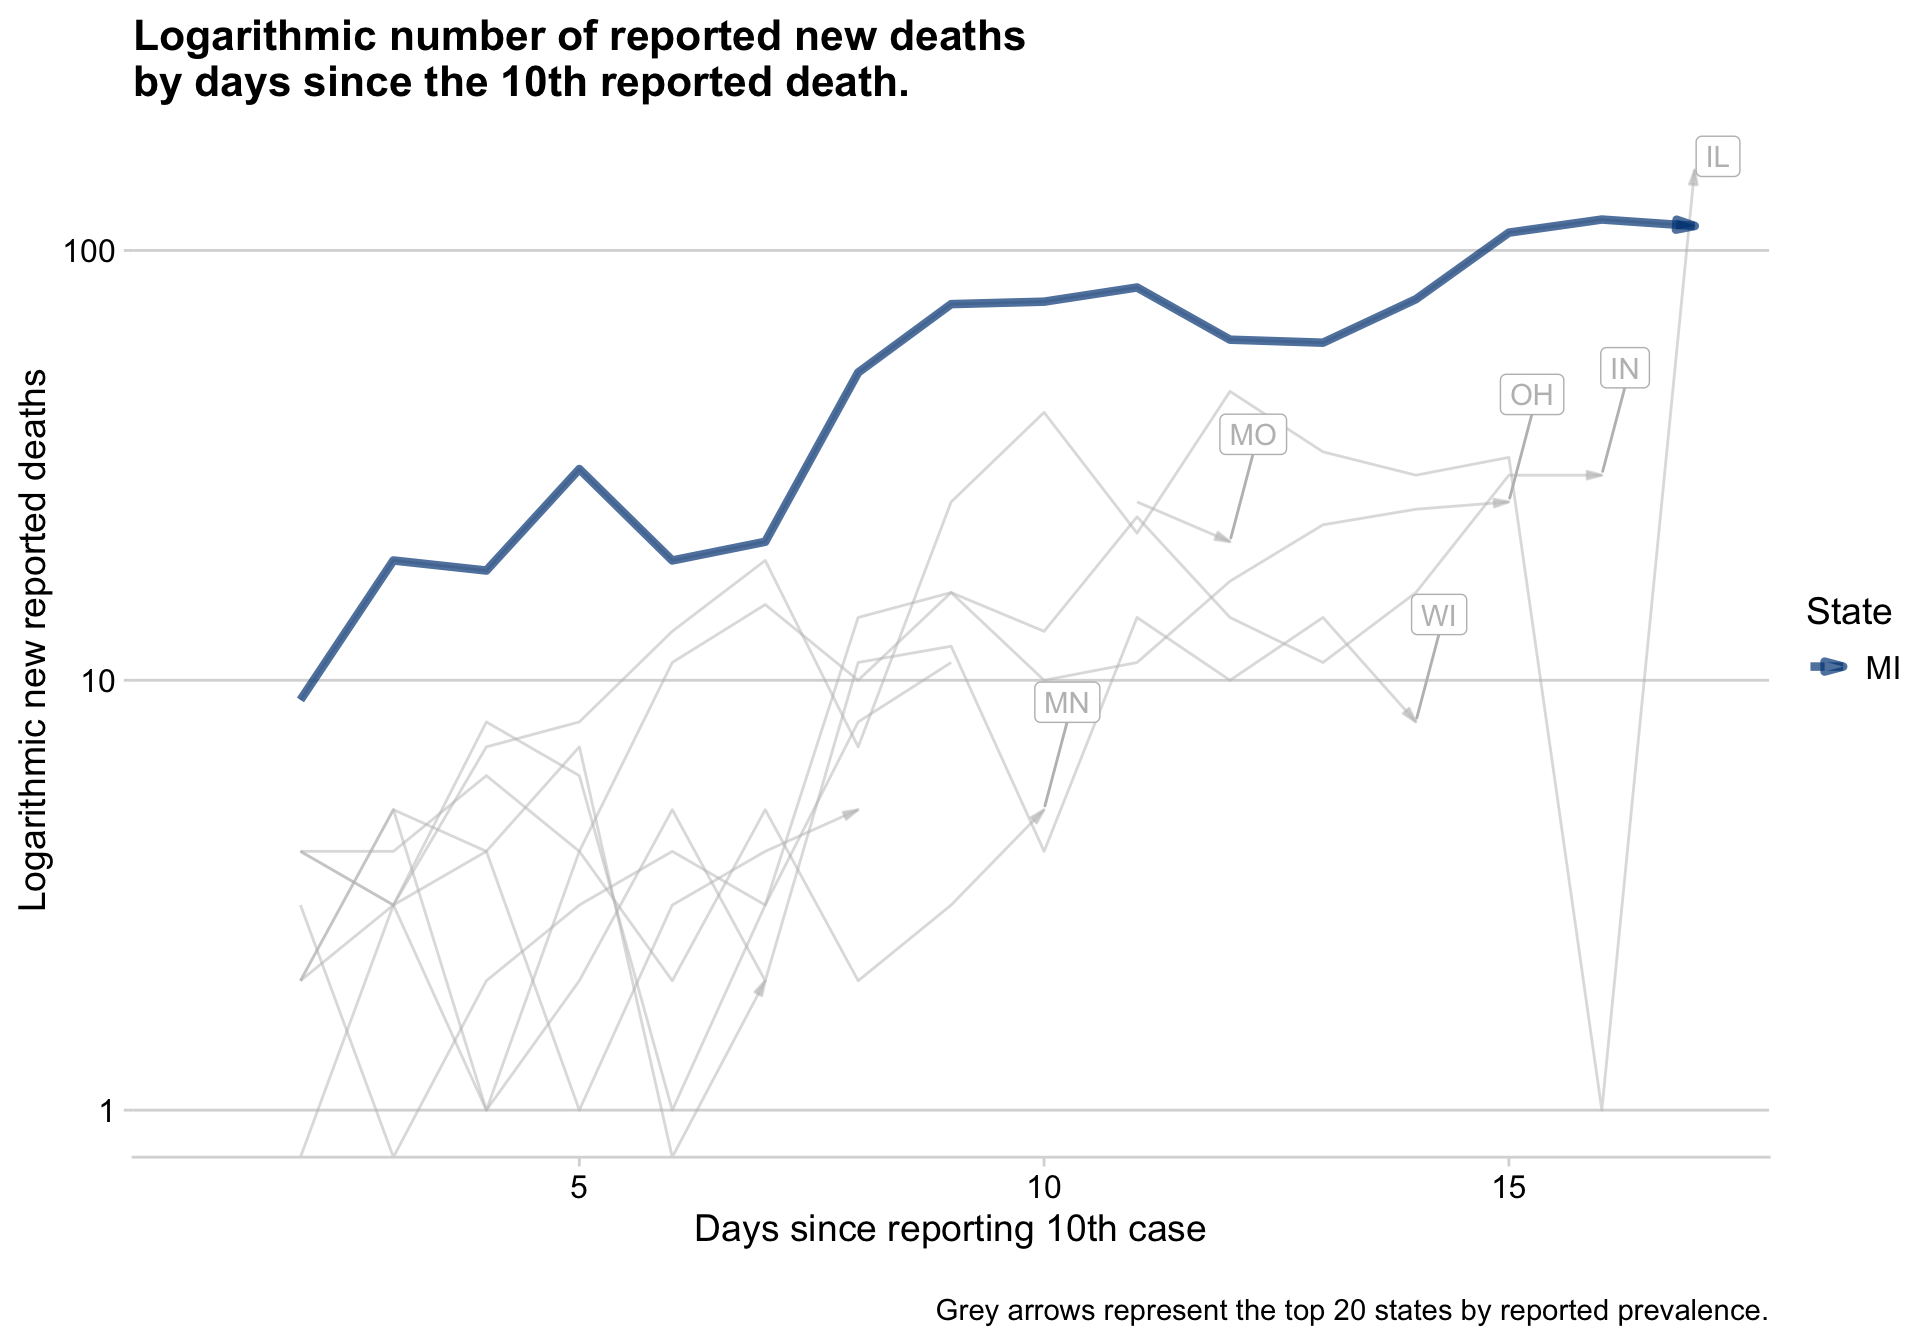 Logarithmic number of reported new deaths
by days since the 10th reported death.
IL
100
IN
OH
MO
Logarithmic new reported deaths
State
WI
MI
10
MN
1
5
10
15
Days since reporting 10th case
Grey arrows represent the top 20 states by reported prevalence.